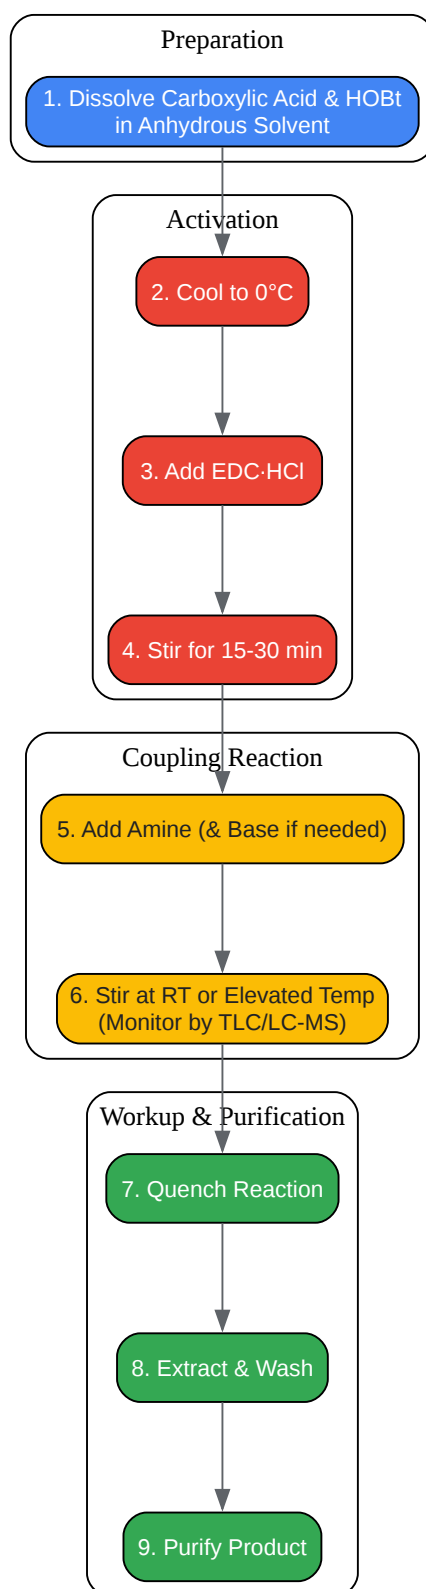 Preparation
1. Dissolve Carboxylic Acid & HOBt
in Anhydrous Solvent
Activation
2. Cool to 0°C
3. Add EDC·HCl
4. Stir for 15-30 min
Coupling Reaction
5. Add Amine (& Base if needed)
6. Stir at RT or Elevated Temp
(Monitor by TLC/LC-MS)
Workup & Purification
7. Quench Reaction
8. Extract & Wash
9. Purify Product